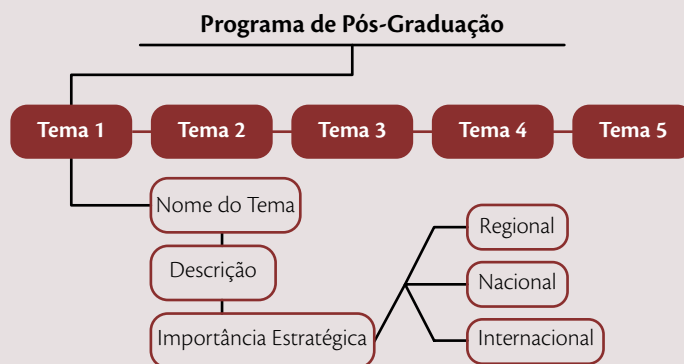 Programa de Pós-Graduação
Tema 1
Tema 2
Tema 3
Tema 4
Tema 5
Nome do Tema
Descrição
Importância Estratégica
Regional
Nacional
Internacional